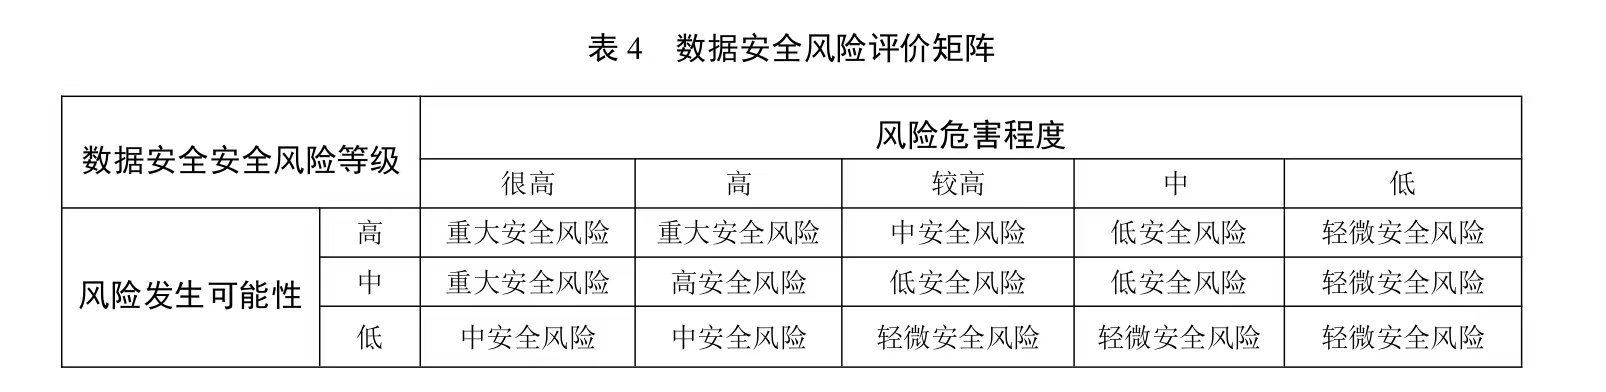 表 4 数据安全风险评价矩阵
数据安全安全风险等级 风险危害程度
很高 高 较高 中 低
风险发生可能性 高 重大安全风险 重大安全风险 中安全风险 低安全风险 轻微安全风险
中 重大安全风险 高安全风险 低安全风险 低安全风险 轻微安全风险
低 中安全风险 中安全风险 轻微安全风险 轻微安全风险 轻微安全风险